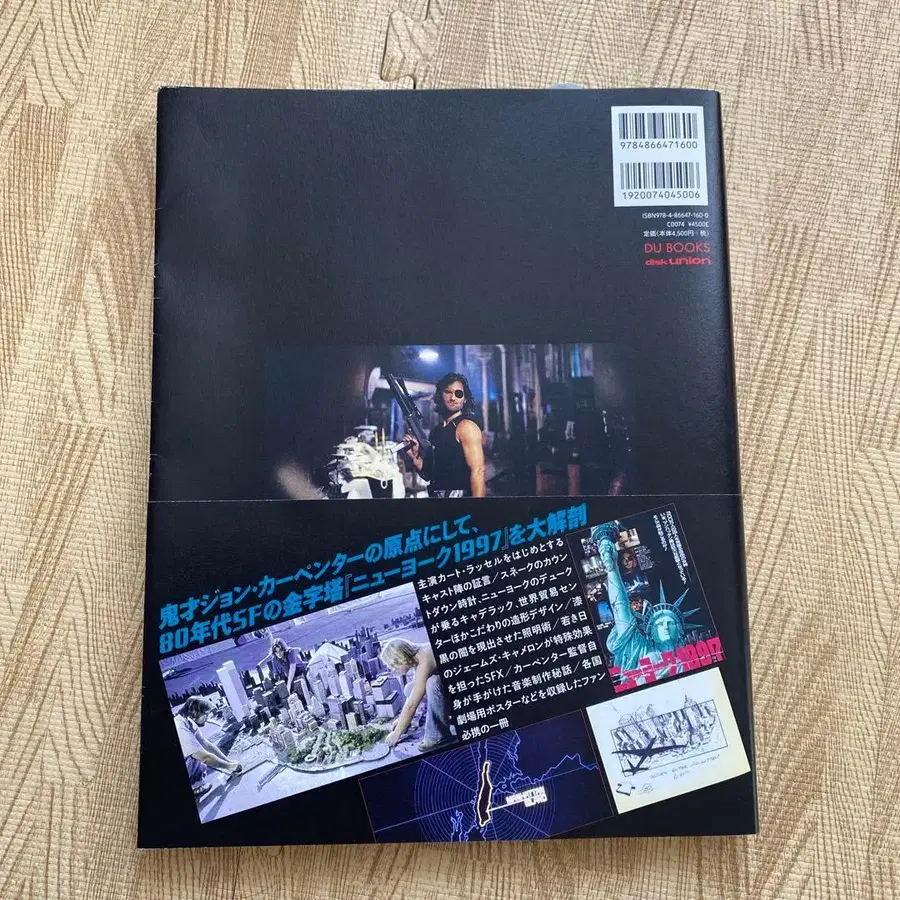 9784866471600
1920074045006
ISBN978-4-86647-160-0
C0074 ¥4500E
定価(本体4,500円+税)
DU BOOKS
disk union
鬼才ジョン・カーペンターの原点にして、
80年代SFの金字塔『ニューヨーク1997』を大解剖
主演カート・ラッセルをはじめとする
キャスト陣の証言/スネークのカウン
トダウン時計、ニューヨークのデューク
が乗るキャデラック、世界貿易セン
ターほかこだわりの造形デザイン/漆
黒の闇を現出させた照明術/若き日
のジェームズ・キャメロンが特殊効果
を担ったSFX/カーペンター監督自
身が手がけた音楽制作秘話/各国
劇場用ポスターなどを収録したファン
必携の一冊
ニューヨーク1997
MANHATTAN